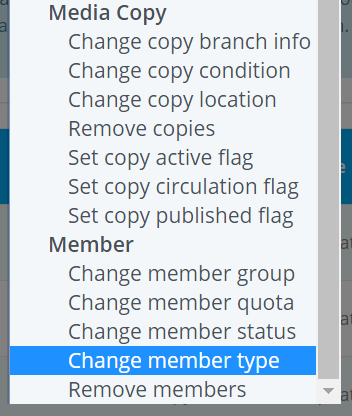 Media Copy
Change copy branch info
Change copy condition
Change copy location
Remove copies
Set copy active flag
Set copy circulation flag
Set copy published flag
Member
Change member group
Change member quota
Change member status
Change member type
Remove members